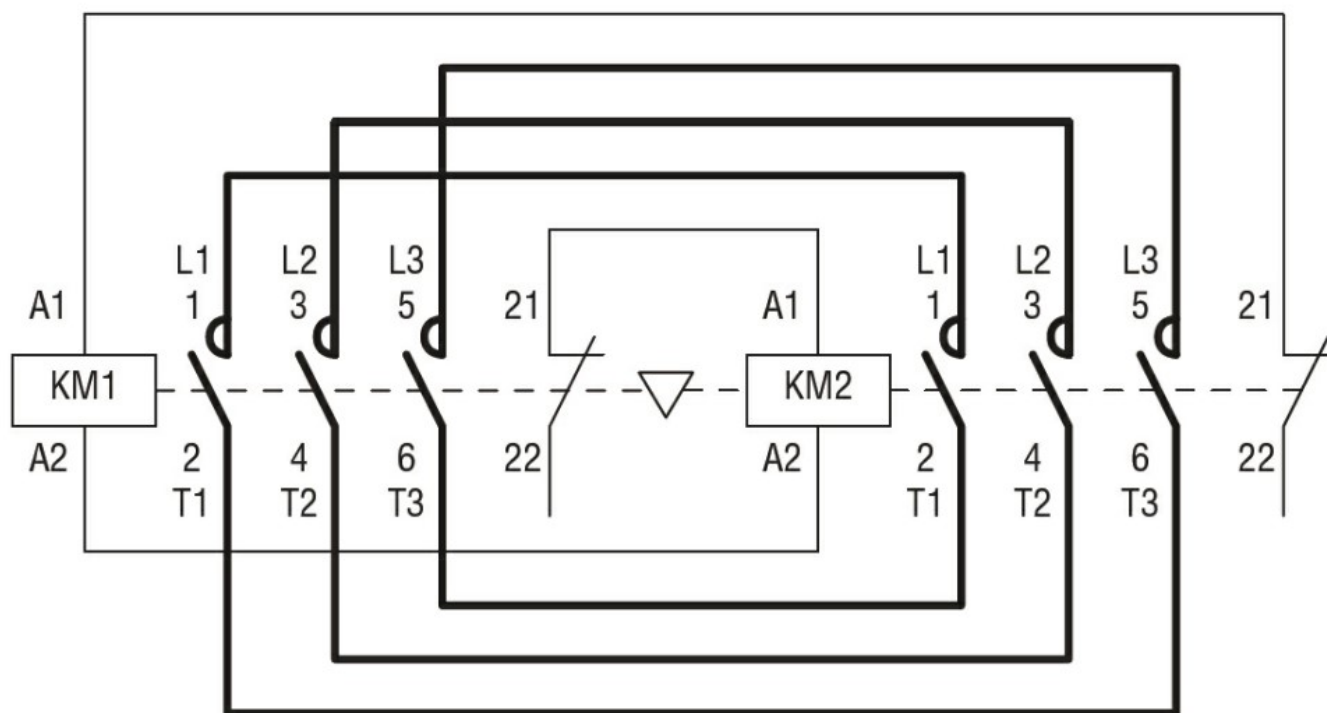 L1 L2 L3 L1 L2 L3
A1 1 3 5 21 A1 1 3 5 21
KM1 KM2
A2 2 4 6 22 A2 2 4 6 22
T1 T2 T3 T1 T2 T3